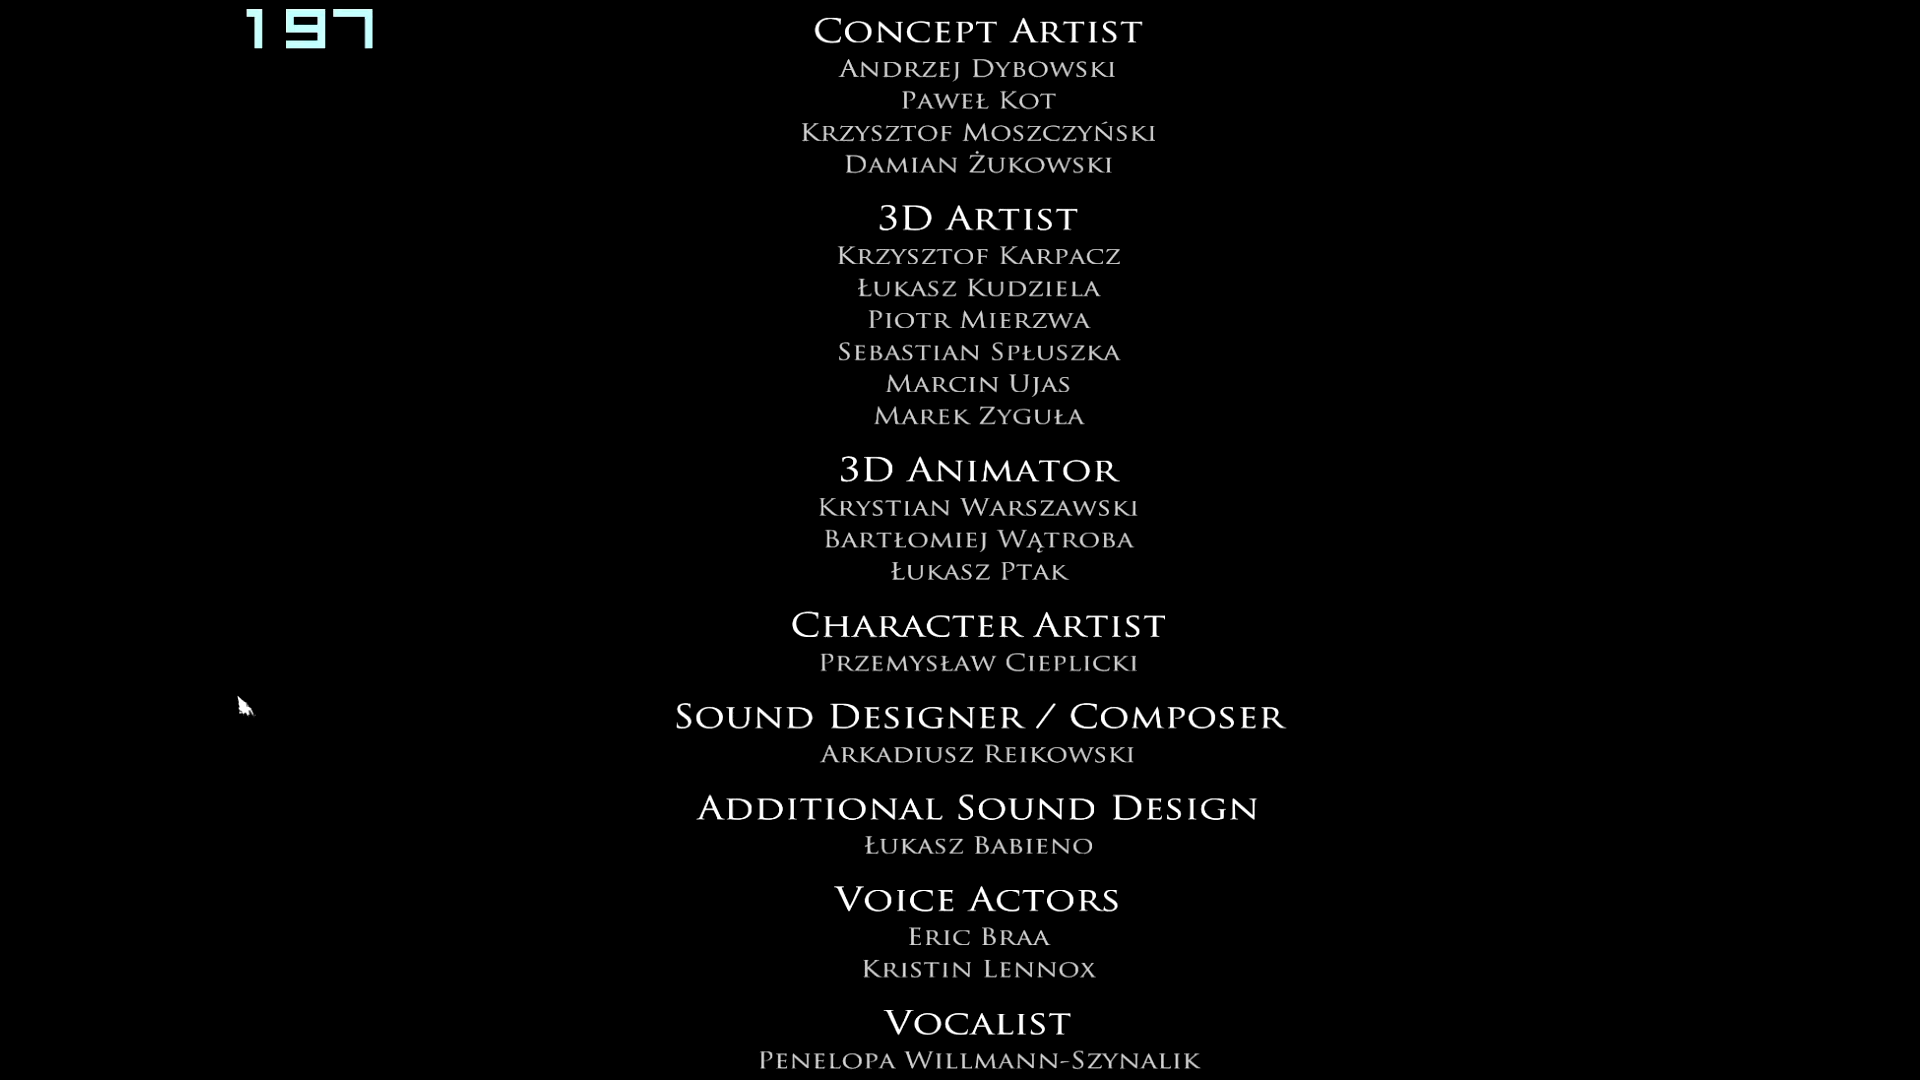 197
Concept Artist
Andrzej Dybowski
Paweł Kot
Krzysztof Moszczyński
Damian Żukowski
3D Artist
Krzysztof Karpacz
Łukasz Kudziela
Piotr Mierzwa
Sebastian Spłuszka
Marcin Ujas
Marek Zyguła
3D Animator
Krystian Warszawski
Bartłomiej Wątroba
Łukasz Ptak
Character Artist
Przemysław Cieplicki
Sound Designer / Composer
Arkadiusz Reikowski
Additional Sound Design
Łukasz Babieno
Voice Actors
Eric Braa
Kristin Lennox
Vocalist
Penelopa Willmann-Szynalik